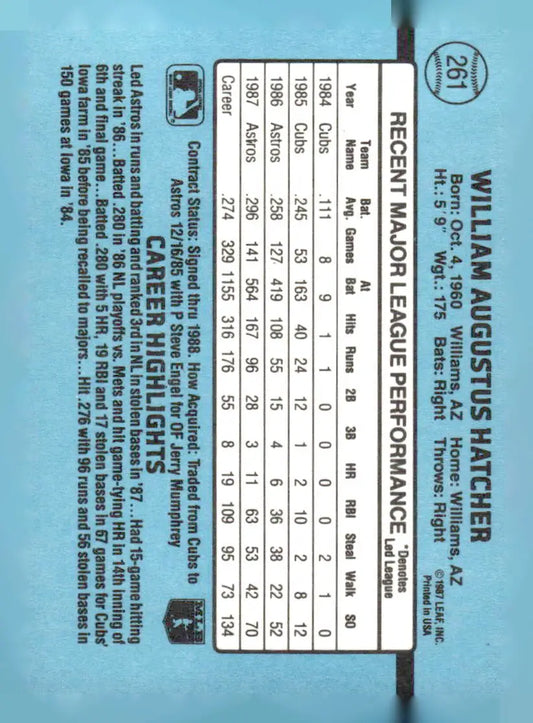 261
WILLIAM AUGUSTUS HATCHER
Born: Oct. 4, 1960 Williams, AZ Home: Williams, AZ
Ht.: 5' 9" Wgt.: 175 Bats: Right Throws: Right
©1987 LEAF, INC.
Printed in USA
RECENT MAJOR LEAGUE PERFORMANCE *Denotes Led League
Year Team Name Bat. Avg. Games At Bat Hits Runs 2B 3B HR RBI Steal Walk SO
1984 Cubs .111 8 9 1 1 0 0 0 0 2 1 0
1985 Cubs .245 53 163 40 24 12 1 2 10 2 8 12
1986 Astros .258 127 419 108 55 15 4 6 36 38 22 52
1987 Astros .296 141 564 167 96 28 3 11 63 53 42 70
Career .274 329 1155 316 176 55 8 19 109 95 73 134
Contract Status: Signed thru 1988. How Acquired: Traded from Cubs to
Astros 12/16/85 with P Steve Engel for OF Jerry Mumphrey
MLB
CAREER HIGHLIGHTS
Led Astros in runs and batting and ranked 3rd in NL in stolen bases in '87...Had 15-game hitting
streak in '86...Batted .280 in '86 NL playoffs vs. Mets and hit game-tying HR in 14th inning of
6th and final game...Batted .280 with 5 HR, 19 RBI and 17 stolen bases in 67 games for Cubs'
Iowa farm in '85 before being recalled to majors...Hit .276 with 96 runs and 56 stolen bases in
150 games at Iowa in '84.